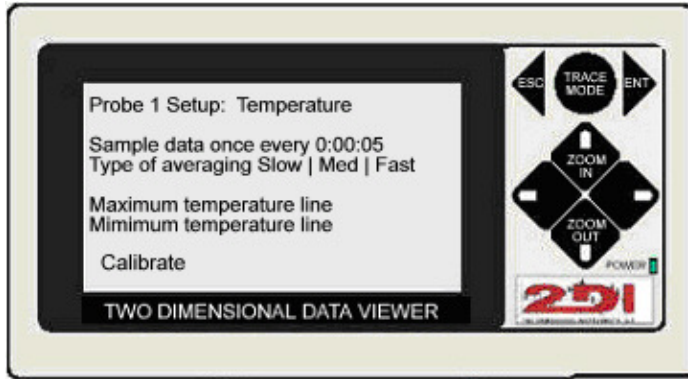 Probe 1 Setup: Temperature
Sample data once every 0:00:05
Type of averaging Slow | Med | Fast
Maximum temperature line
Mimimum temperature line
Calibrate
TWO DIMENSIONAL DATA VIEWER
ESC
TRACE
MODE
ENT
ZOOM
IN
ZOOM
OUT
POWER
2DI